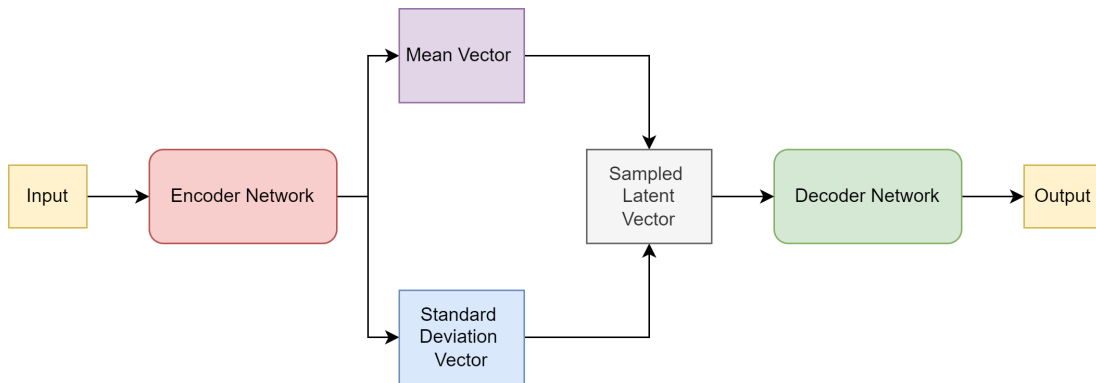 Mean Vector
Input
Encoder Network
Sampled
Latent
Vector
Decoder Network
Output
Standard
Deviation
Vector